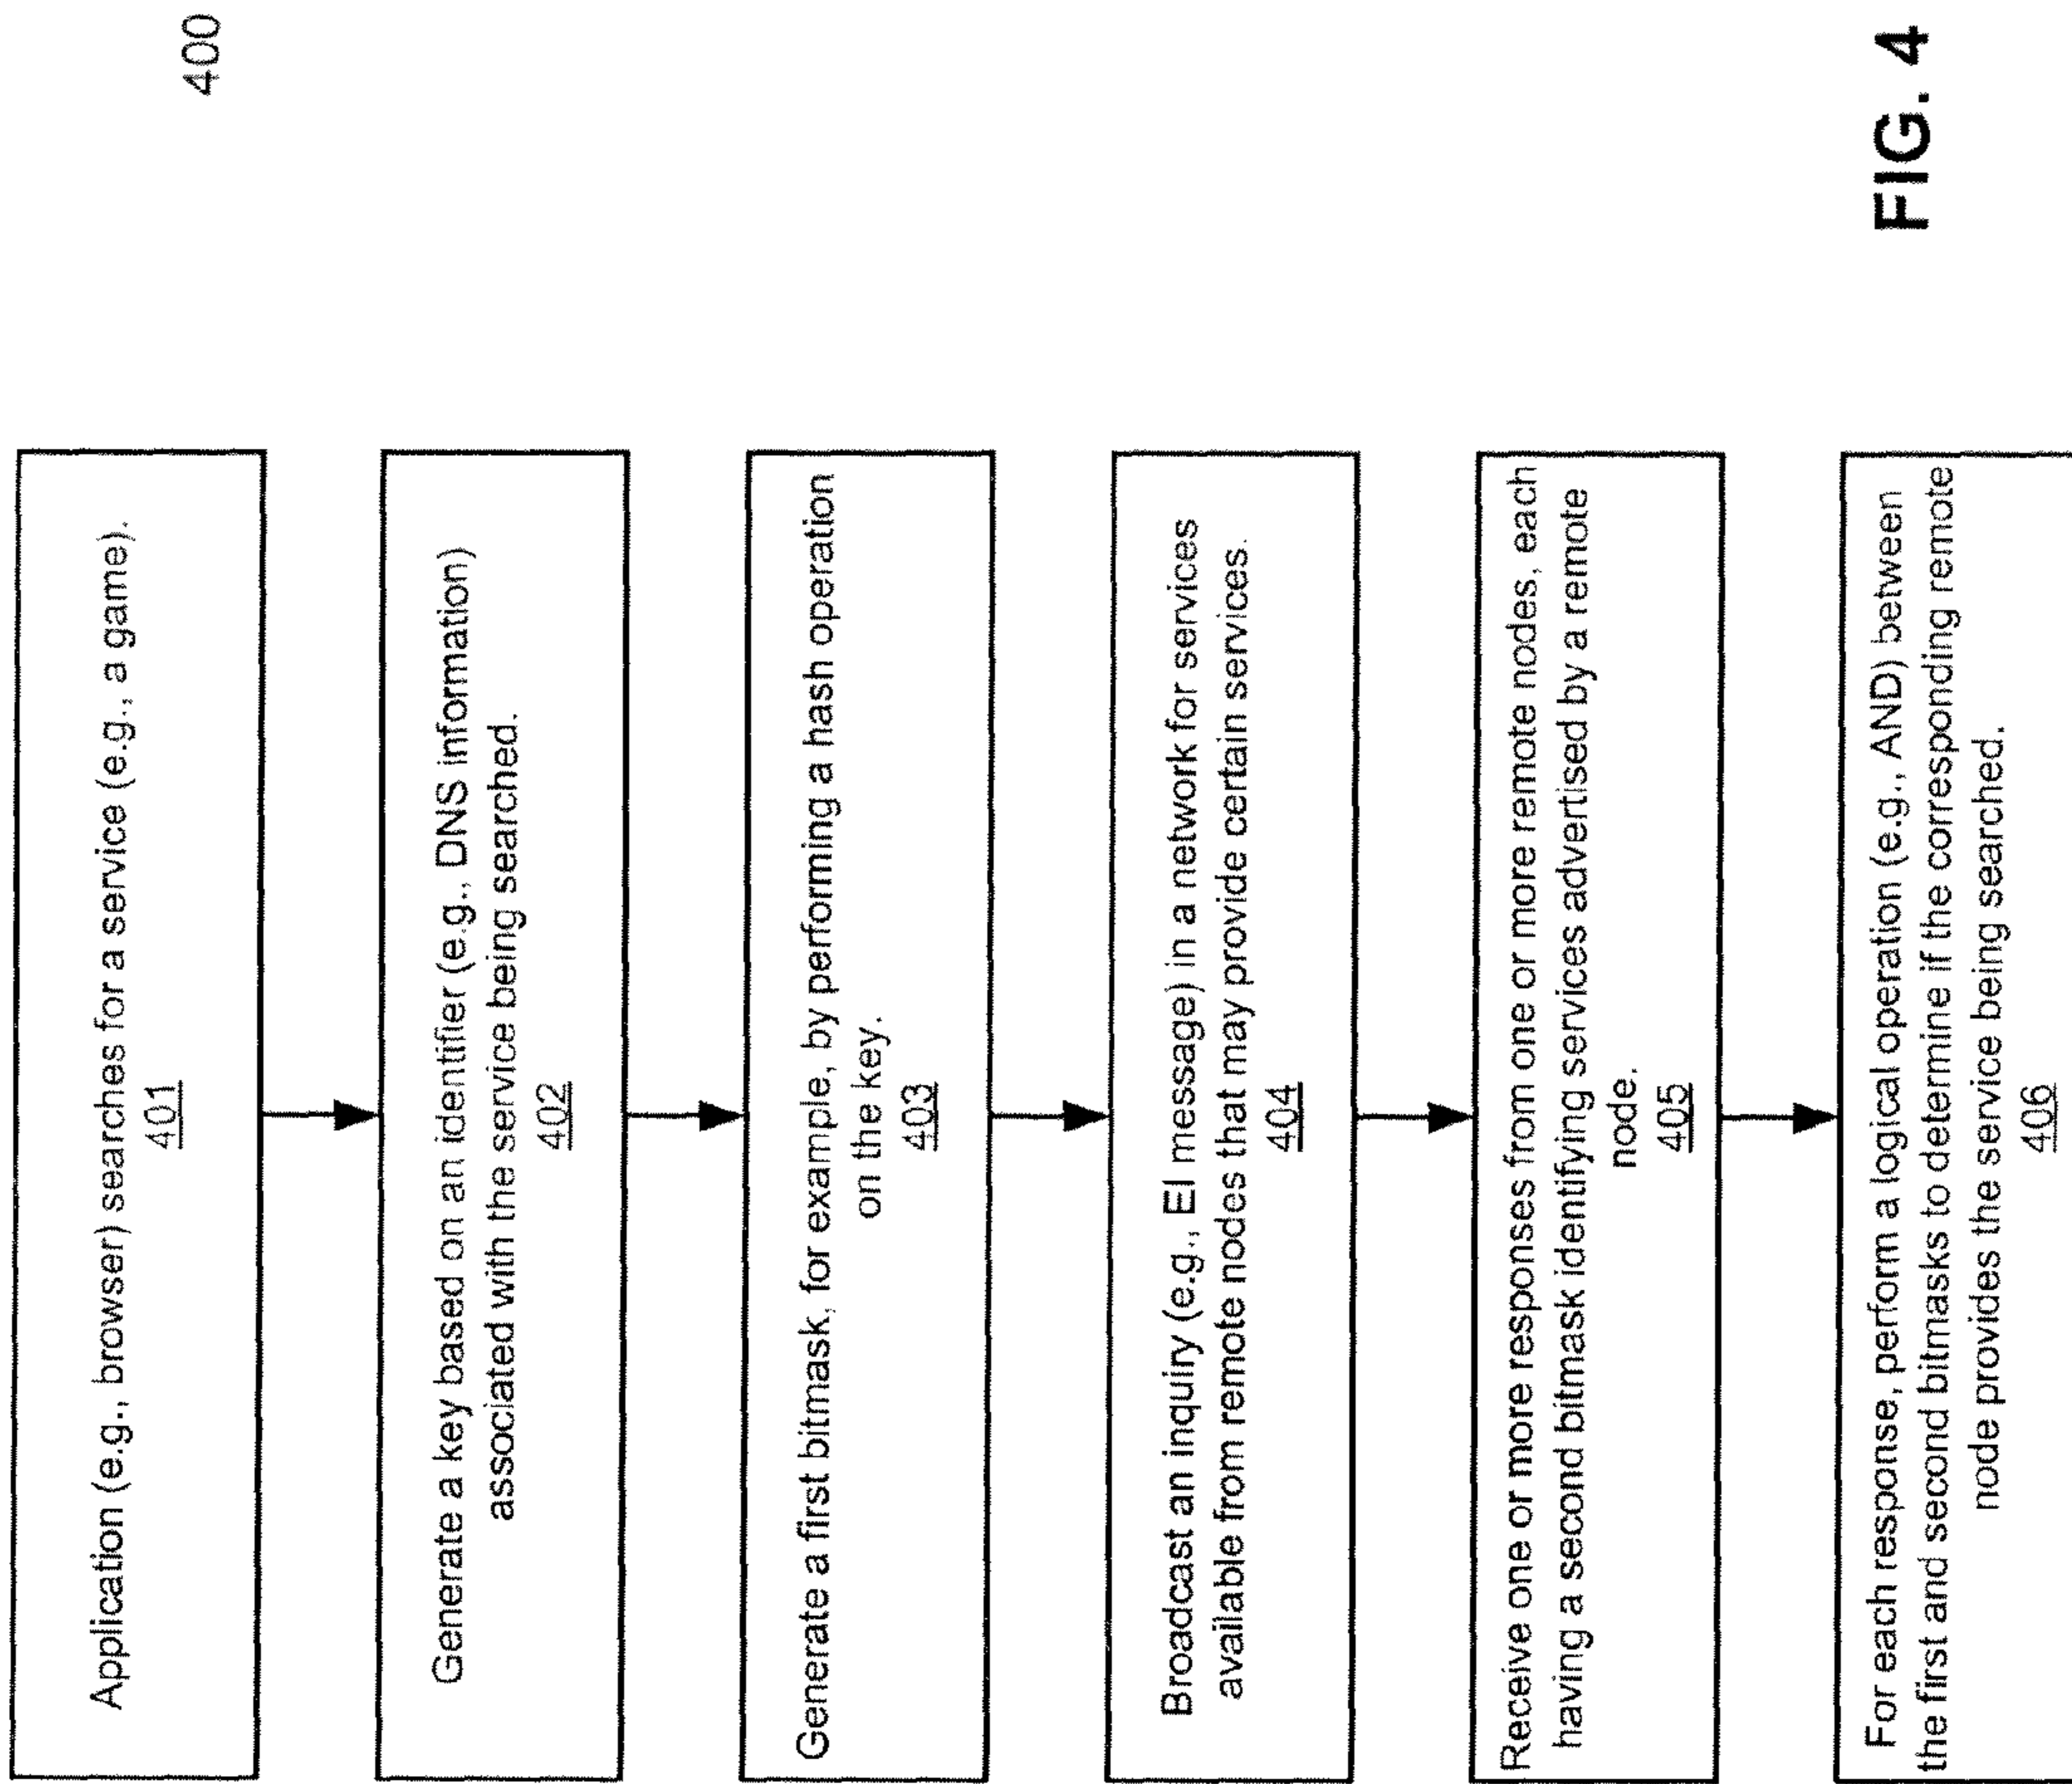 400
Application (e.g., browser) searches for a service (e.g., a game).
401
Generate a key based on an identifier (e.g., DNS information)
associated with the service being searched.
402
Generate a first bitmask, for example, by performing a hash operation
on the key.
403
Broadcast an inquiry (e.g., EI message) in a network for services
available from remote nodes that may provide certain services.
404
Receive one or more responses from one or more remote nodes, each
having a second bitmask identifying services advertised by a remote
node.
405
For each response, perform a logical operation (e.g., AND) between
the first and second bitmasks to determine if the corresponding remote
node provides the service being searched.
406
FIG. 4